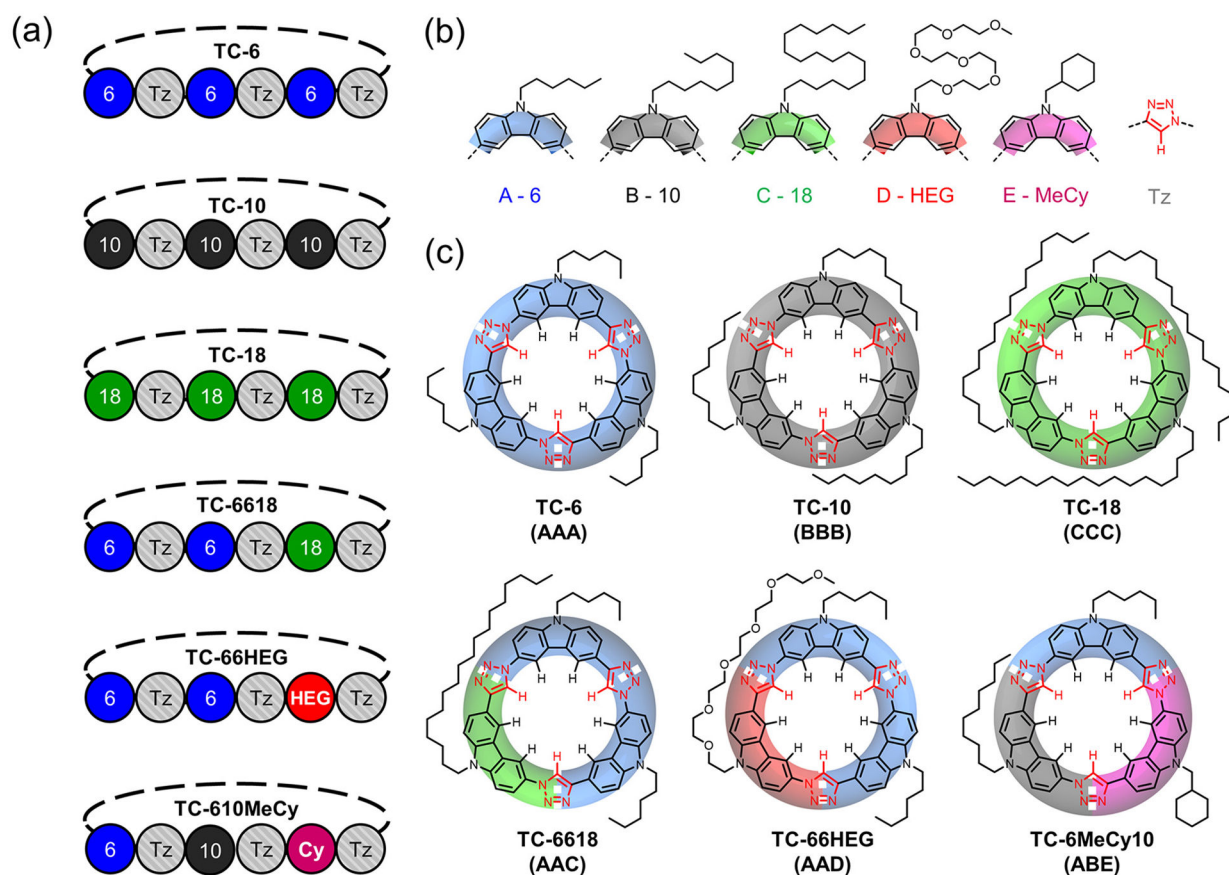 (a)
TC-6
6 Tz 6 Tz 6 Tz
TC-10
10 Tz 10 Tz 10 Tz
TC-18
18 Tz 18 Tz 18 Tz
TC-6618
6 Tz 6 Tz 18 Tz
TC-66HEG
6 Tz 6 Tz HEG Tz
TC-610MeCy
6 Tz 10 Tz Cy Tz
(b)
O O O O O O
N N N N N N=N N H
A - 6 B - 10 C - 18 D - HEG E - MeCy Tz
(c)
N N N N N N N N N N N N H H H H H H H H H
TC-6
(AAA)
N N N N N N N N N N N N H H H H H H H H H
TC-10
(BBB)
N N N N N N N N N N N N H H H H H H H H H
TC-18
(CCC)
N N N N N N N N N N N N H H H H H H H H H
TC-6618
(AAC)
O O O O O O
N N N N N N N N N N N N H H H H H H H H H
TC-66HEG
(AAD)
N N N N N N N N N N N N H H H H H H H H H
TC-6MeCy10
(ABE)